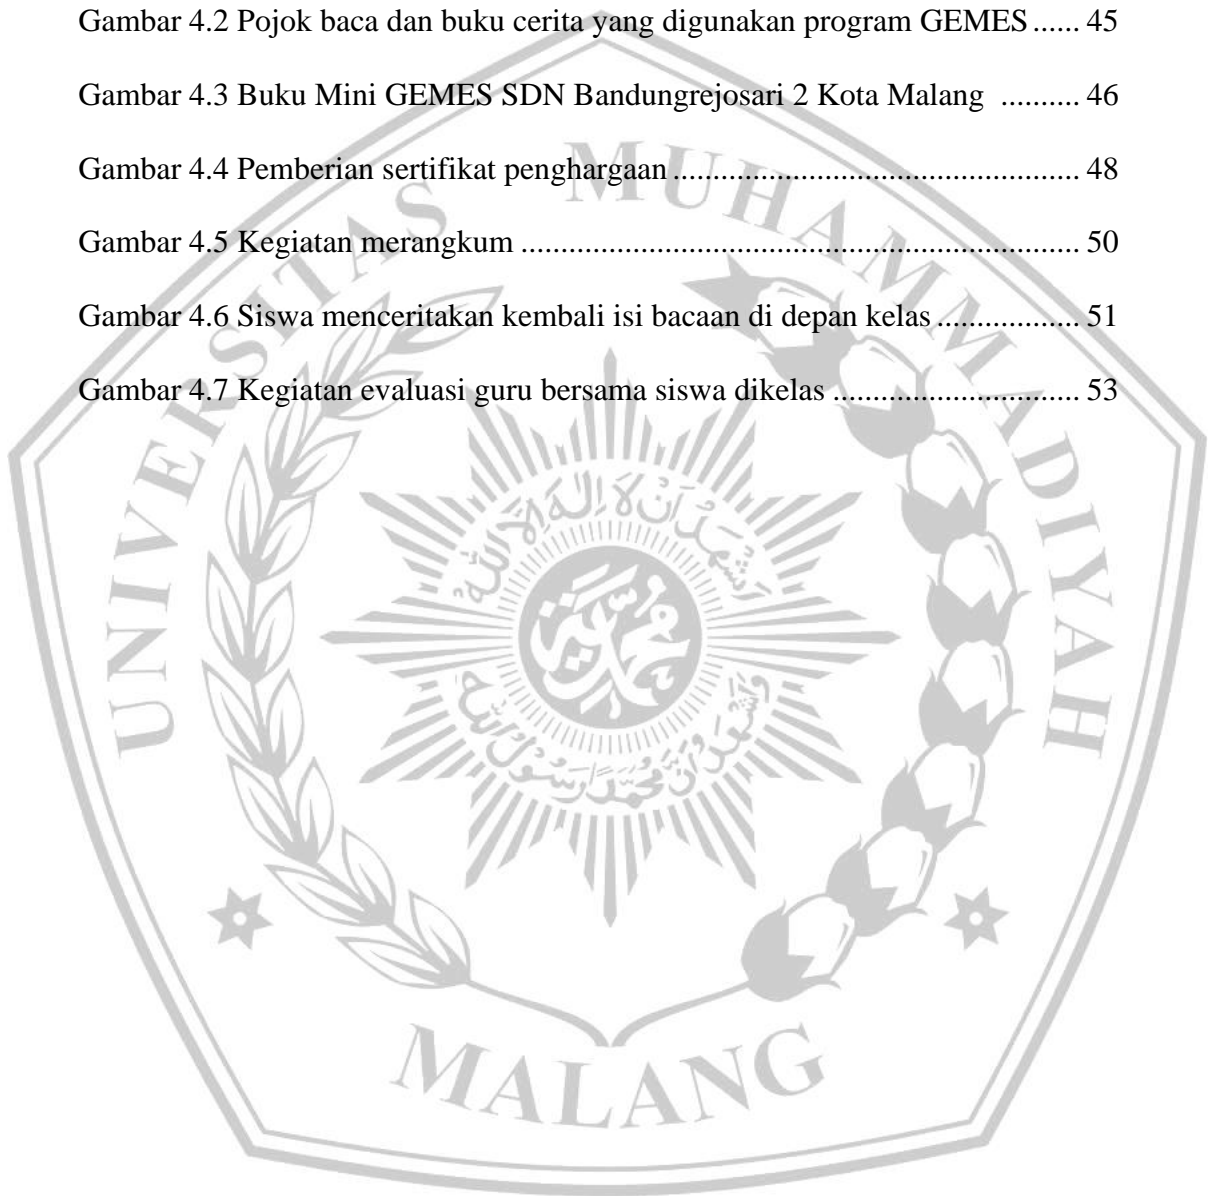 Gambar 4.2 Pojok baca dan buku cerita yang digunakan program GEMES ...... 45
Gambar 4.3 Buku Mini GEMES SDN Bandungrejosari 2 Kota Malang .......... 46
Gambar 4.4 Pemberian sertifikat penghargaan ................................................... 48
Gambar 4.5 Kegiatan merangkum ...................................................................... 50
Gambar 4.6 Siswa menceritakan kembali isi bacaan di depan kelas .................. 51
Gambar 4.7 Kegiatan evaluasi guru bersama siswa dikelas ............................... 53
UNIVERSITAS MUHAMMADIYAH
MALANG